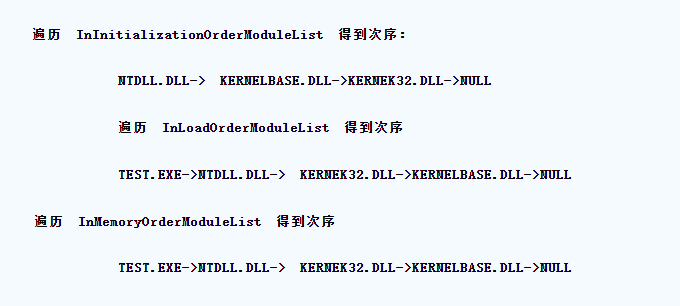 遍历 InInitializationOrderModuleList 得到次序：
NTDLL.DLL-> KERNELBASE.DLL->KERNEK32.DLL->NULL
遍历 InLoadOrderModuleList 得到次序
TEST.EXE->NTDLL.DLL-> KERNEK32.DLL->KERNELBASE.DLL->NULL
遍历 InMemoryOrderModuleList 得到次序
TEST.EXE->NTDLL.DLL-> KERNEK32.DLL->KERNELBASE.DLL->NULL